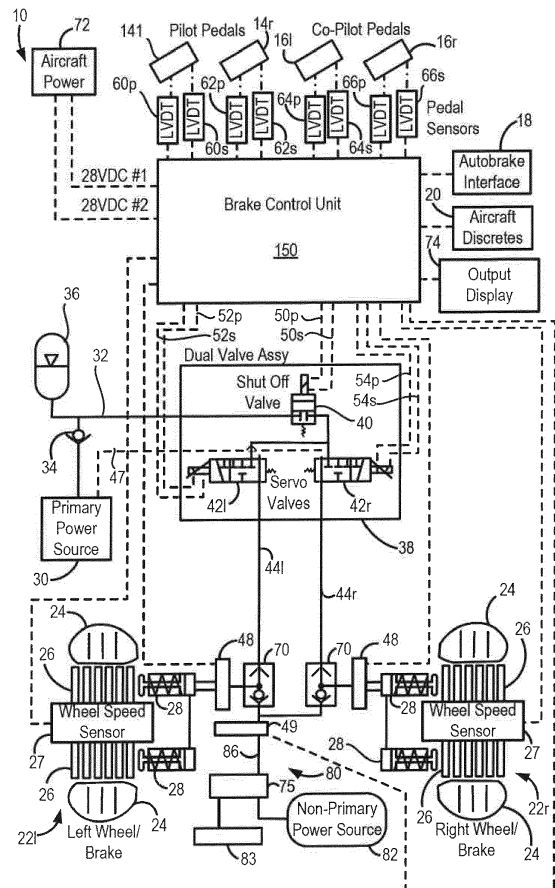 10
72
Aircraft
Power
Pilot Pedals
Co-Pilot Pedals
141
14r
16l
16r
60p
62p
64p
66p
66s
LVDT
LVDT
LVDT
LVDT
LVDT
LVDT
LVDT
LVDT
60s
62s
64s
Pedal
Sensors
18
Autobrake
Interface
20
Aircraft
Discretes
74
Output
Display
28VDC #1
28VDC #2
Brake Control Unit
150
52p
52s
50p
50s
54p
54s
36
32
34
47
Primary
Power
Source
30
Dual Valve Assy
Shut Off
Valve
40
42l
Servo
Valves
42r
38
44l
44r
24
26
48
70
70
48
24
26
28
Wheel Speed
Sensor
27
28
26
24
22l
Left Wheel/
Brake
49
86
80
75
83
Non-Primary
Power Source
82
28
Wheel Speed
Sensor
27
28
26
22r
24
Right Wheel/
Brake